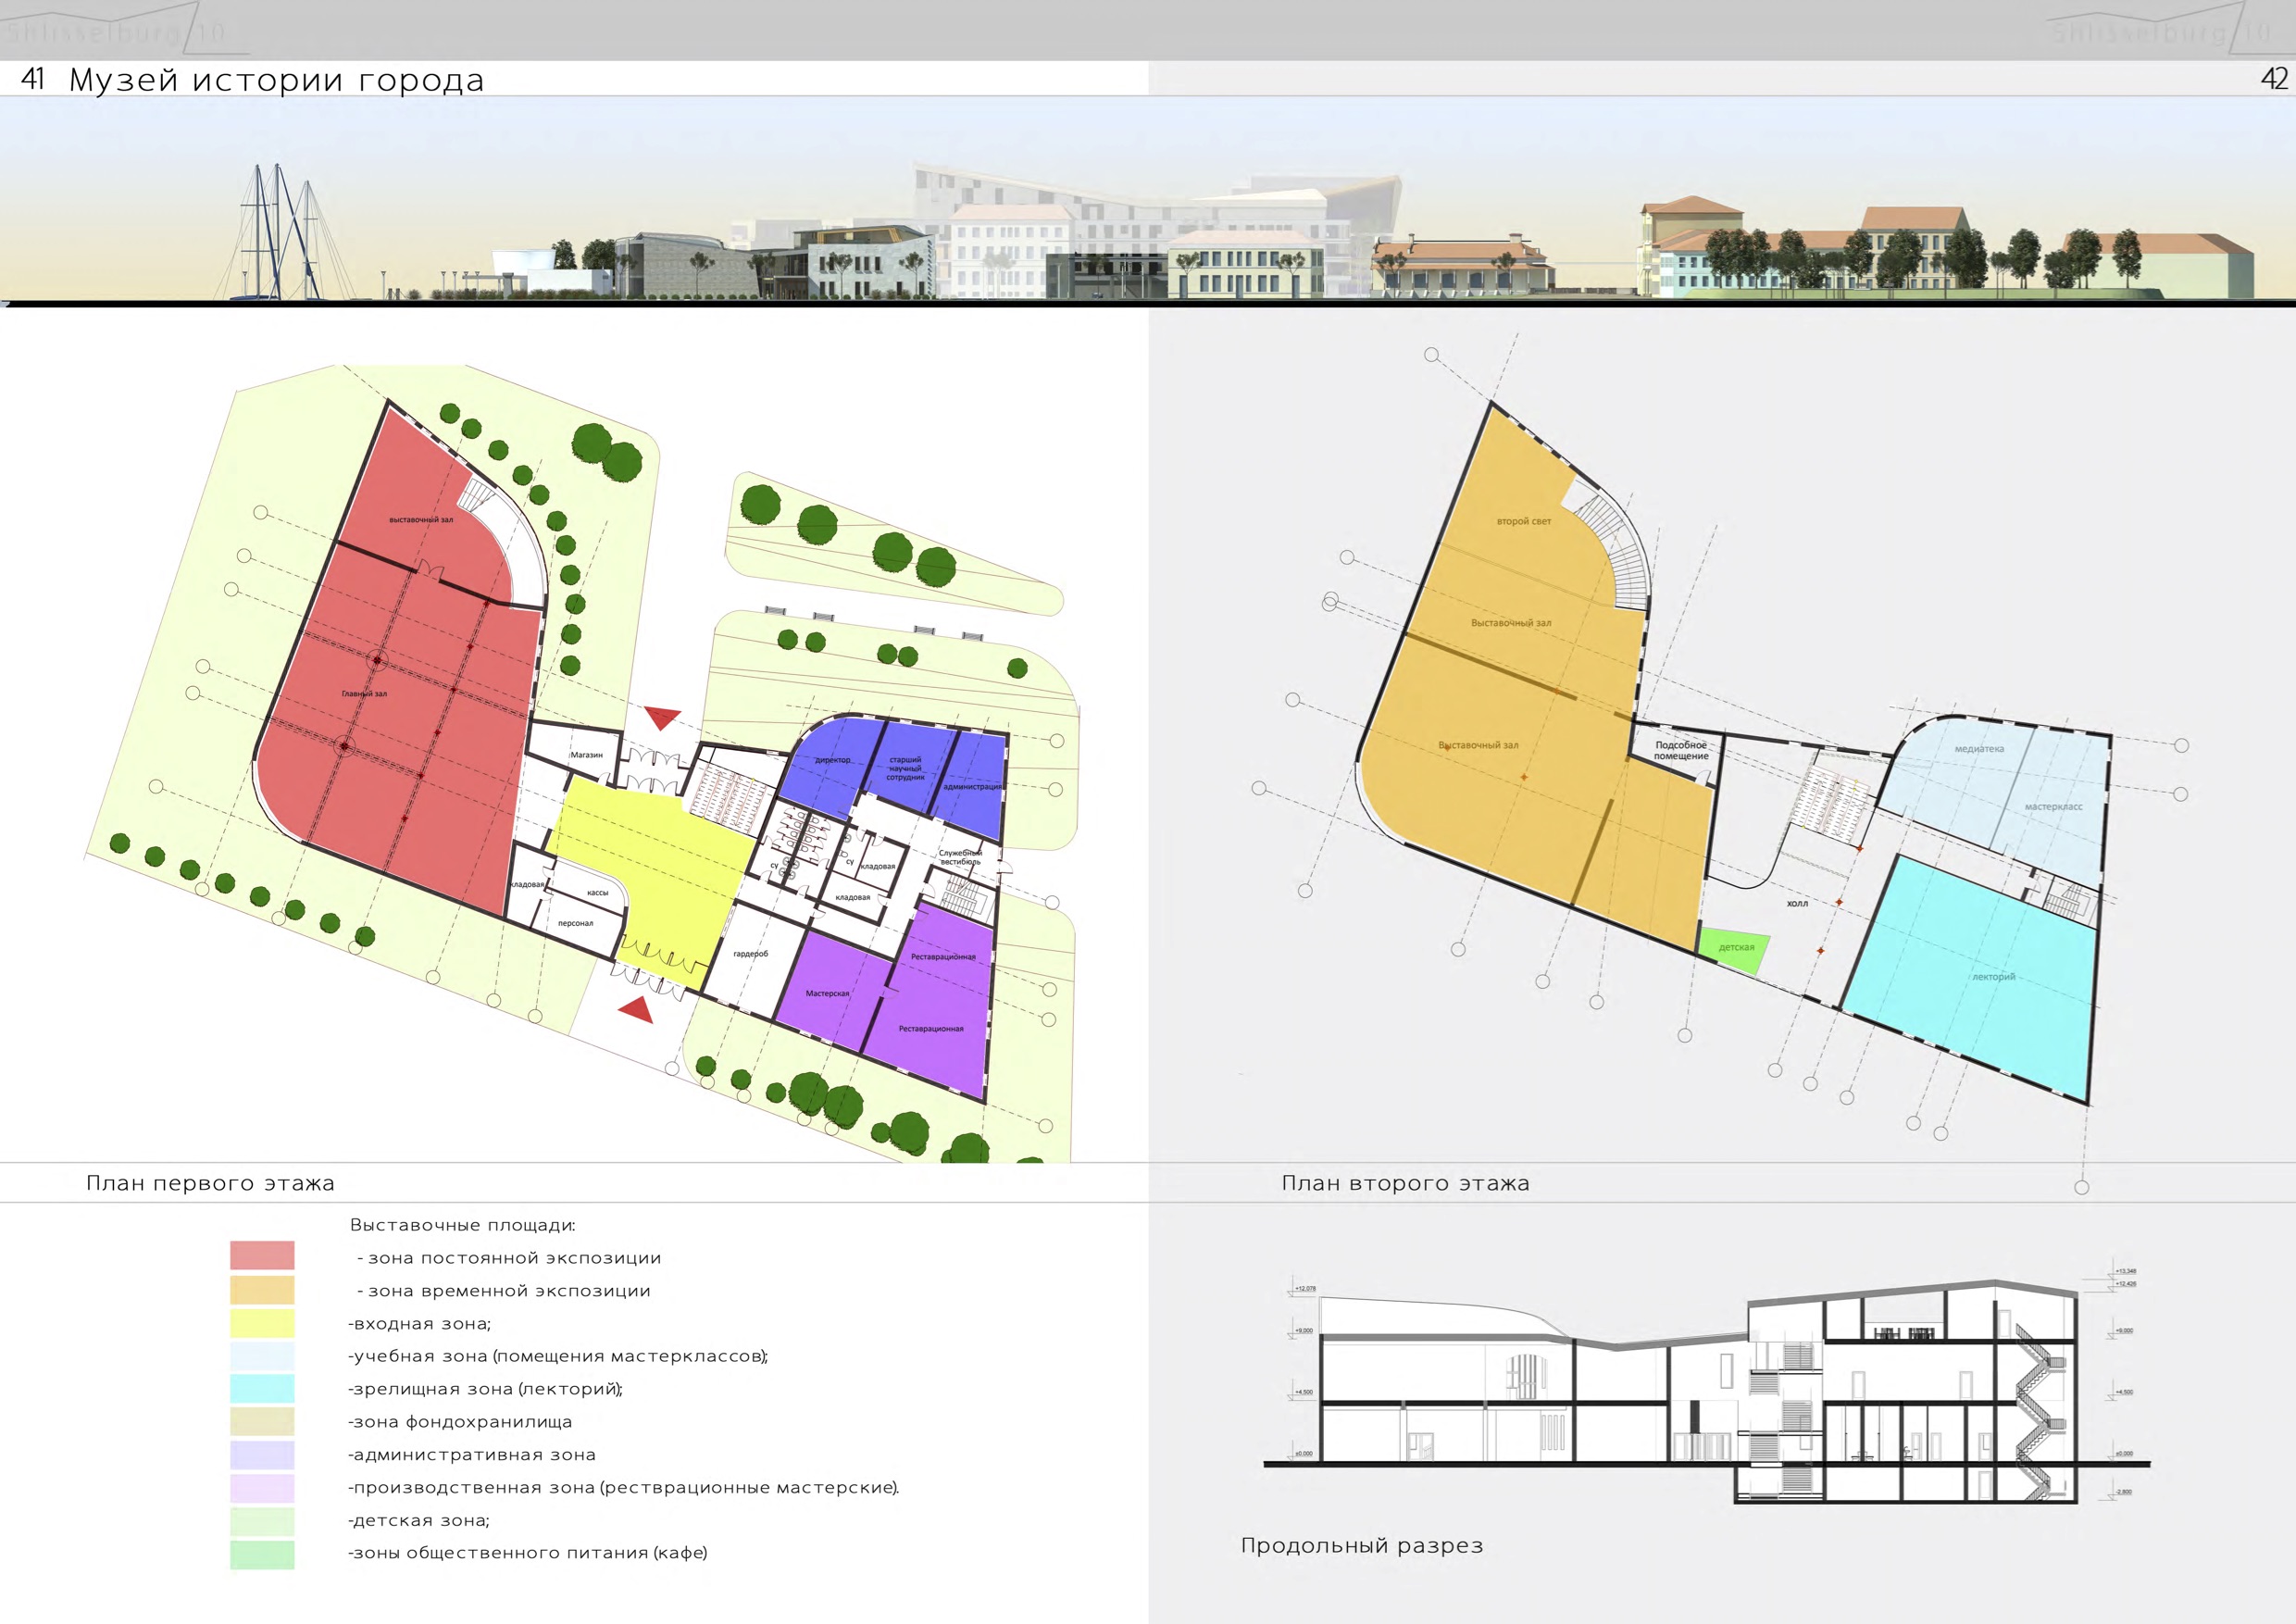 Shlisselburg 10
Shlisselburg 10
41 Музей истории города
42
выставочный зал
Главный зал
Магазин
директор
старший
научный
сотрудник
администрация
су
су
кладовая
Служебный
вестибюль
кладовая
кладовая
кассы
персонал
гардероб
Мастерская
Реставрационная
Реставрационная
второй свет
Выставочный зал
Выставочный зал
Подсобное
помещение
медиатека
мастеркласс
холл
детская
лекторий
План первого этажа
План второго этажа
Выставочные площади:
- зона постоянной экспозиции
- зона временной экспозиции
-входная зона;
-учебная зона (помещения мастерклассов);
-зрелищная зона (лекторий);
-зона фондохранилища
-административная зона
-производственная зона (рестврационные мастерские).
-детская зона;
-зоны общественного питания (кафе)
+12,078
+9,000
+4,500
±0,000
+13,348
+12,426
+9,000
+4,500
±0,000
-2,800
Продольный разрез